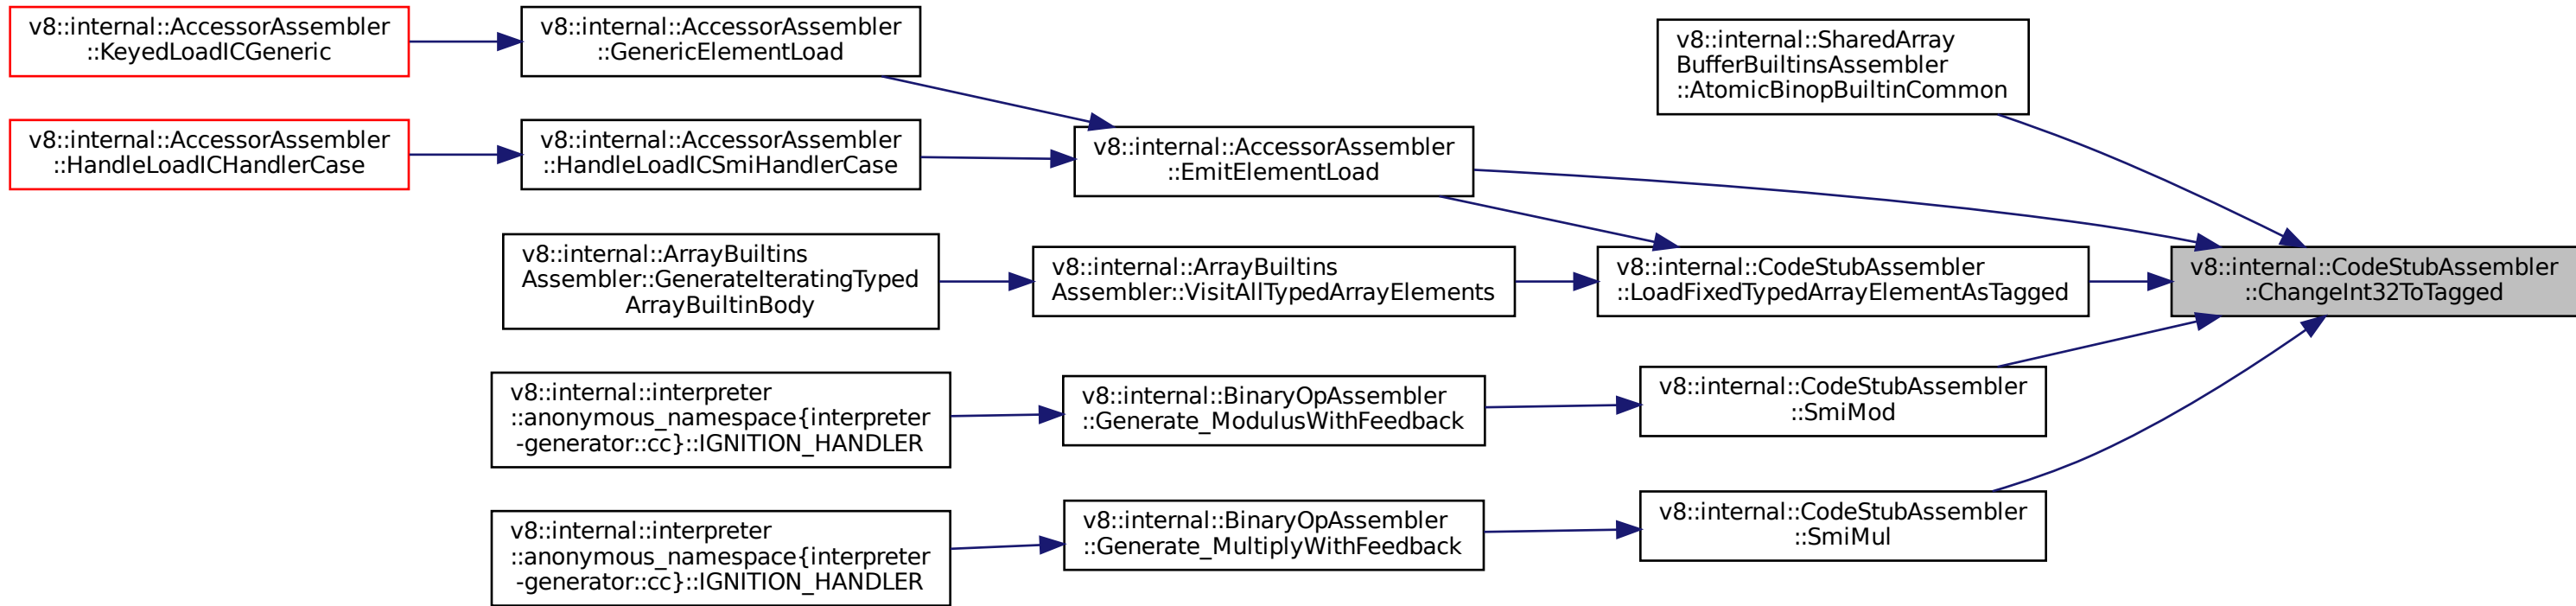 v8::internal::AccessorAssembler
::KeyedLoadICGeneric
v8::internal::AccessorAssembler
::GenericElementLoad
v8::internal::SharedArray
BufferBuiltinsAssembler
::AtomicBinopBuiltinCommon
v8::internal::AccessorAssembler
::HandleLoadICHandlerCase
v8::internal::AccessorAssembler
::HandleLoadICSmiHandlerCase
v8::internal::AccessorAssembler
::EmitElementLoad
v8::internal::ArrayBuiltins
Assembler::GenerateIteratingTyped
ArrayBuiltinBody
v8::internal::ArrayBuiltins
Assembler::VisitAllTypedArrayElements
v8::internal::CodeStubAssembler
::LoadFixedTypedArrayElementAsTagged
v8::internal::CodeStubAssembler
::ChangeInt32ToTagged
v8::internal::interpreter
::anonymous_namespace{interpreter
-generator::cc}::IGNITION_HANDLER
v8::internal::BinaryOpAssembler
::Generate_ModulusWithFeedback
v8::internal::CodeStubAssembler
::SmiMod
v8::internal::interpreter
::anonymous_namespace{interpreter
-generator::cc}::IGNITION_HANDLER
v8::internal::BinaryOpAssembler
::Generate_MultiplyWithFeedback
v8::internal::CodeStubAssembler
::SmiMul